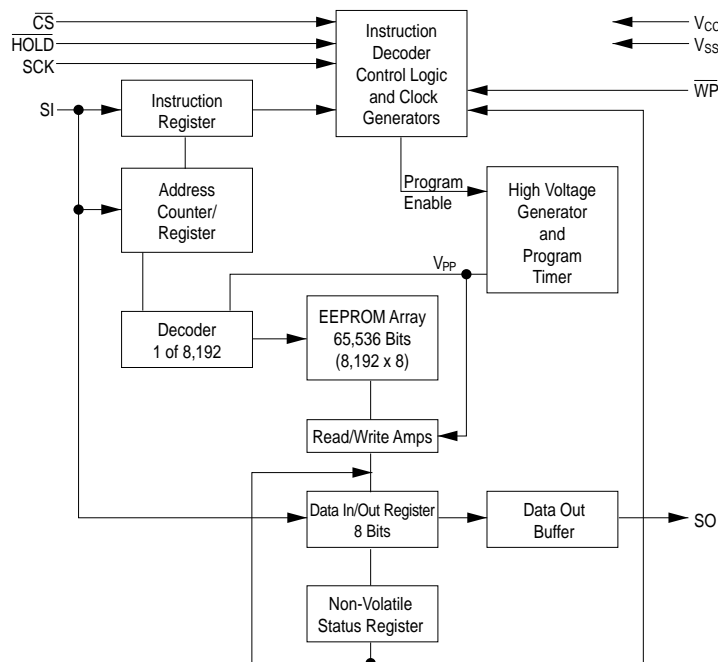 CS
HOLD
SCK
SI
Instruction
Decoder
Control Logic
and Clock
Generators
VCC
VSS
WP
Instruction
Register
Address
Counter/
Register
Program
Enable
High Voltage
Generator
and
Program
Timer
VPP
Decoder
1 of 8,192
EEPROM Array
65,536 Bits
(8,192 x 8)
Read/Write Amps
Data In/Out Register
8 Bits
Data Out
Buffer
SO
Non-Volatile
Status Register